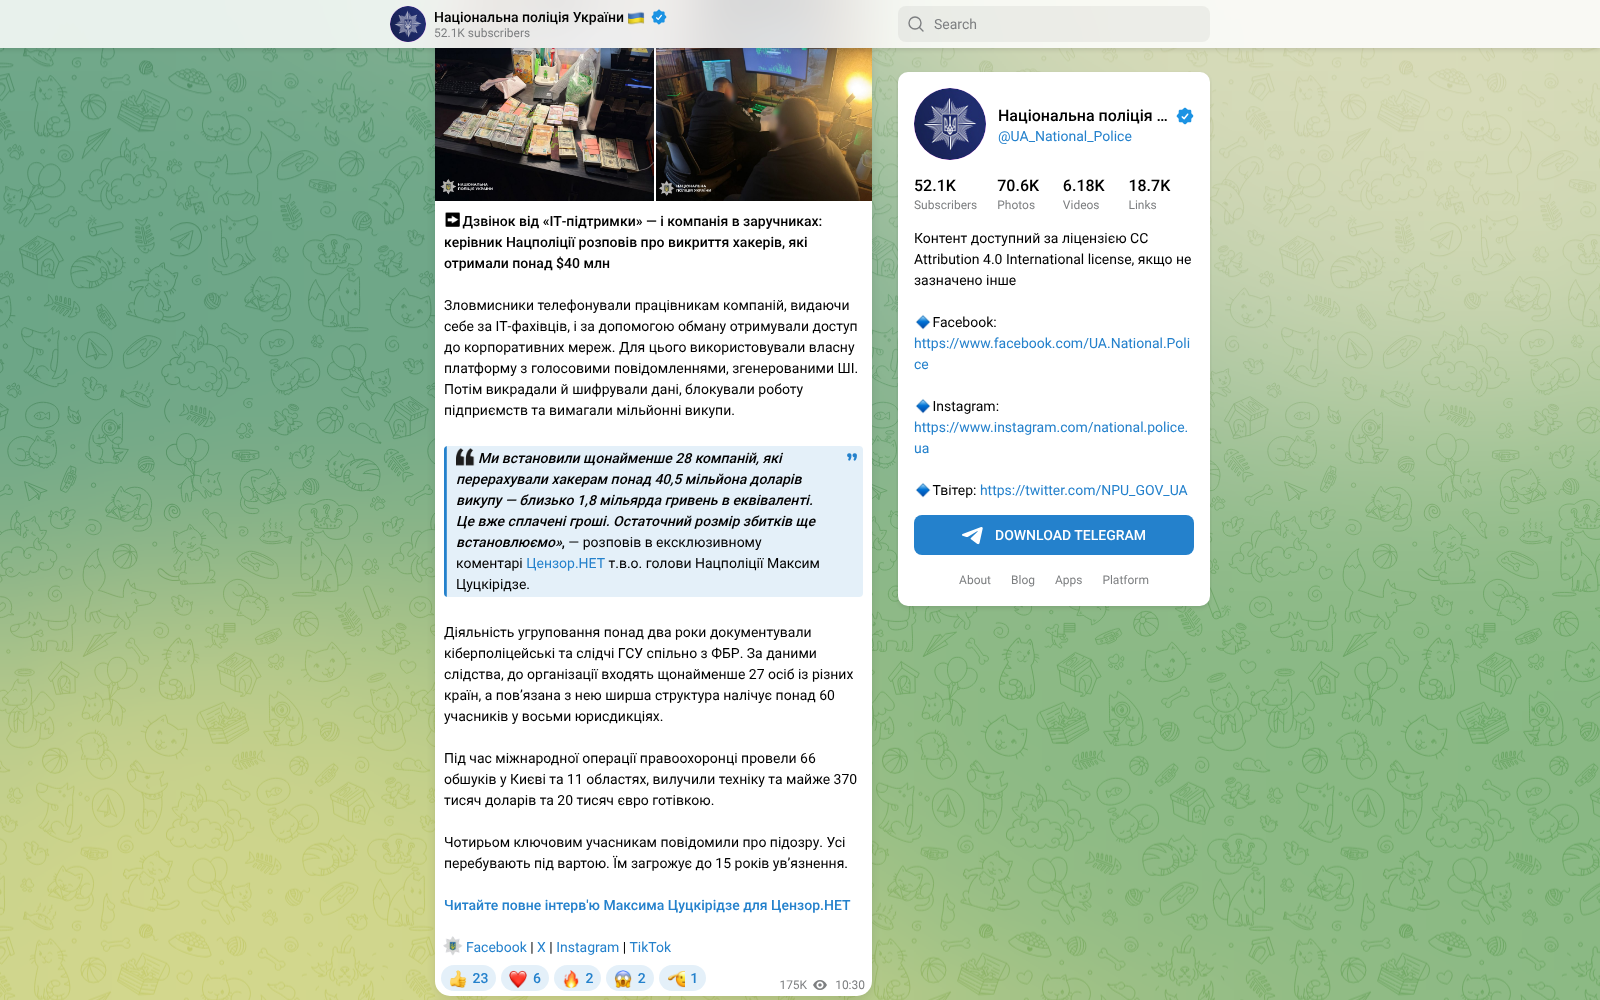 Національна поліція України
52.1K subscribers
Search
НАЦІОНАЛЬНА
ПОЛІЦІЯ УКРАЇНИ
НАЦІОНАЛЬНА
ПОЛІЦІЯ УКРАЇНИ
Дзвінок від «ІТ-підтримки» — і компанія в заручниках:
керівник Нацполіції розповів про викриття хакерів, які
отримали понад $40 млн
Зловмисники телефонували працівникам компаній, видаючи
себе за ІТ-фахівців, і за допомогою обману отримували доступ
до корпоративних мереж. Для цього використовували власну
платформу з голосовими повідомленнями, згенерованими ШІ.
Потім викрадали й шифрували дані, блокували роботу
підприємств та вимагали мільйонні викупи.
Ми встановили щонайменше 28 компаній, які
перерахували хакерам понад 40,5 мільйона доларів
викупу — близько 1,8 мільярда гривень в еквіваленті.
Це вже сплачені гроші. Остаточний розмір збитків ще
встановлюємо», — розповів в ексклюзивному
коментарі Цензор.НЕТ т.в.о. голови Нацполіції Максим
Цуцкірідзе.
Діяльність угруповання понад два роки документували
кіберполіцейські та слідчі ГСУ спільно з ФБР. За даними
слідства, до організації входять щонайменше 27 осіб із різних
країн, а пов’язана з нею ширша структура налічує понад 60
учасників у восьми юрисдикціях.
Під час міжнародної операції правоохоронці провели 66
обшуків у Києві та 11 областях, вилучили техніку та майже 370
тисяч доларів та 20 тисяч євро готівкою.
Чотирьом ключовим учасникам повідомили про підозру. Усі
перебувають під вартою. Їм загрожує до 15 років ув’язнення.
Читайте повне інтерв'ю Максима Цуцкірідзе для Цензор.НЕТ
Facebook | X | Instagram | TikTok
23 6 2 2 1
175K 10:30
Національна поліція ...
@UA_National_Police
52.1K 70.6K 6.18K 18.7K
Subscribers Photos Videos Links
Контент доступний за ліцензією CC
Attribution 4.0 International license, якщо не
зазначено інше
Facebook:
https://www.facebook.com/UA.National.Poli
ce
Instagram:
https://www.instagram.com/national.police.
ua
Твітер: https://twitter.com/NPU_GOV_UA
DOWNLOAD TELEGRAM
About Blog Apps Platform